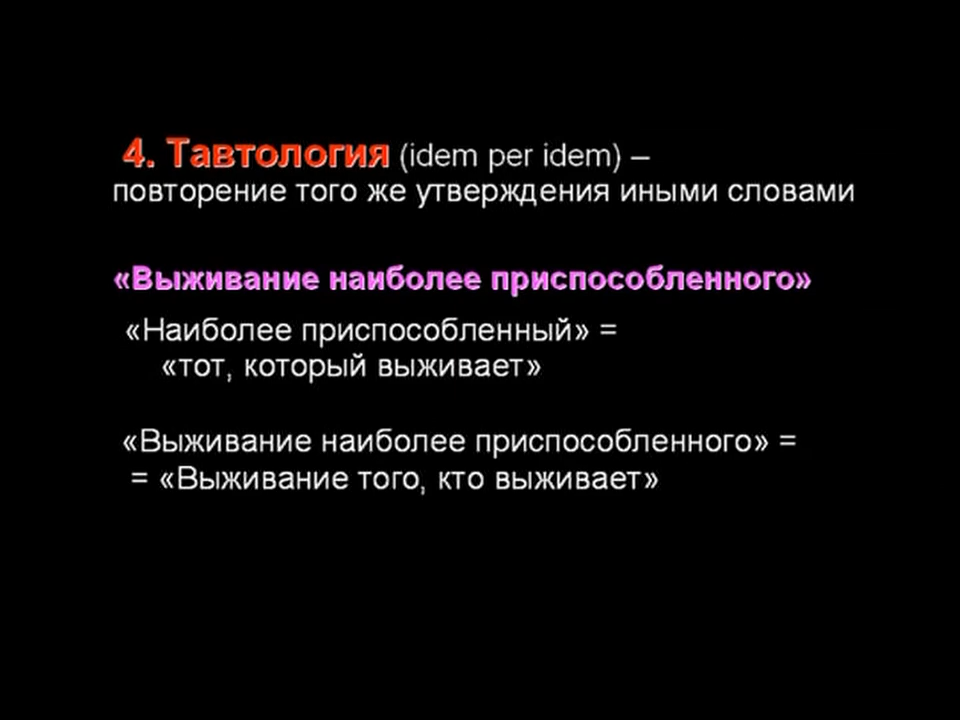 4. Тавтология (idem per idem) –
повторение того же утверждения иными словами
«Выживание наиболее приспособленного»
«Наиболее приспособленный» =
«тот, который выживает»
«Выживание наиболее приспособленного» =
= «Выживание того, кто выживает»